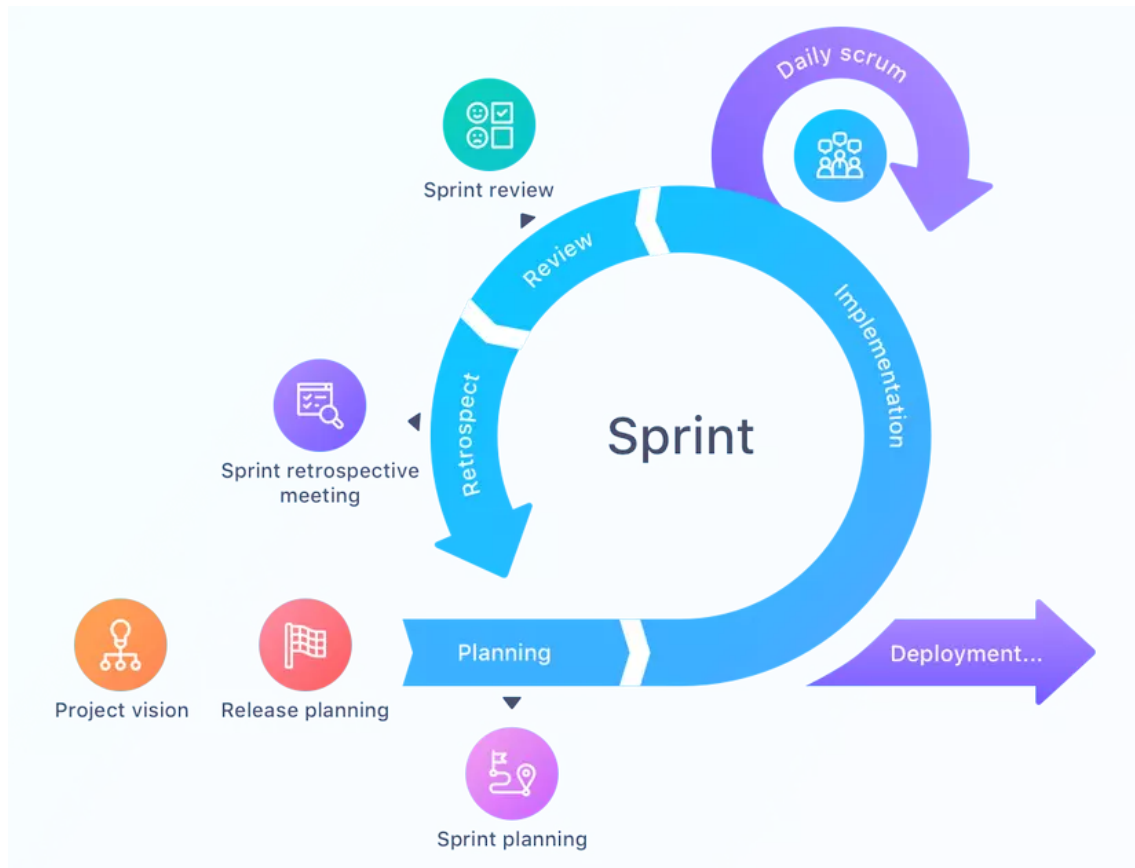 Daily scrum
Sprint review
Review
Implementation
Retrospect
Sprint
Sprint retrospective
meeting
Planning
Deployment...
Project vision
Release planning
Sprint planning